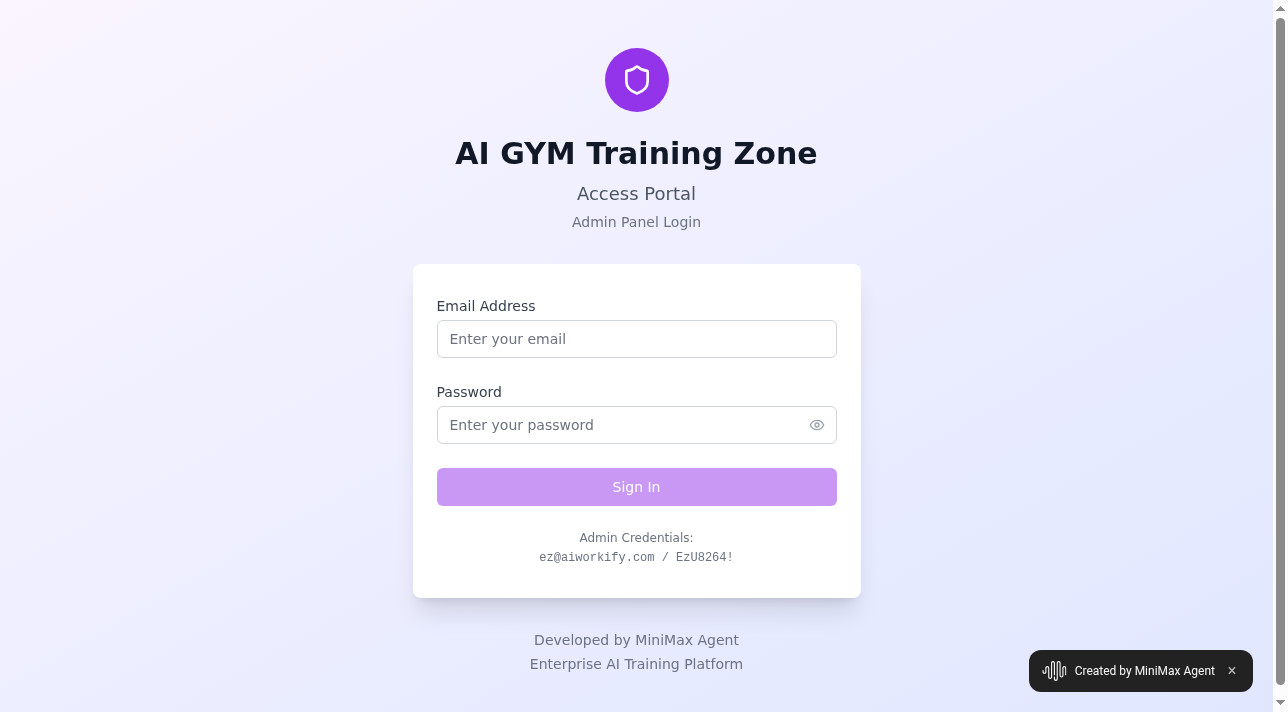 AI GYM Training Zone
Access Portal
Admin Panel Login
Email Address
Enter your email
Password
Enter your password
Sign In
Admin Credentials:
ez@aiworkify.com / EzU8264!
Developed by MiniMax Agent
Enterprise AI Training Platform
Created by MiniMax Agent ×